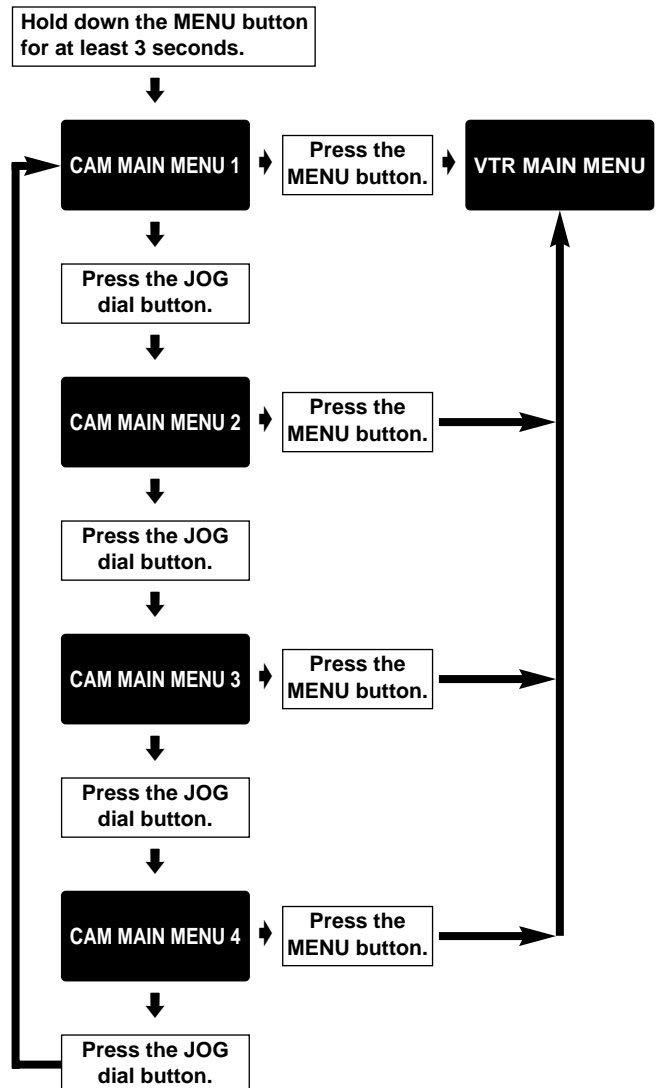 Hold down the MENU button
for at least 3 seconds.
CAM MAIN MENU 1
Press the
MENU button.
VTR MAIN MENU
Press the JOG
dial button.
CAM MAIN MENU 2
Press the
MENU button.
Press the JOG
dial button.
CAM MAIN MENU 3
Press the
MENU button.
Press the JOG
dial button.
CAM MAIN MENU 4
Press the
MENU button.
Press the JOG
dial button.